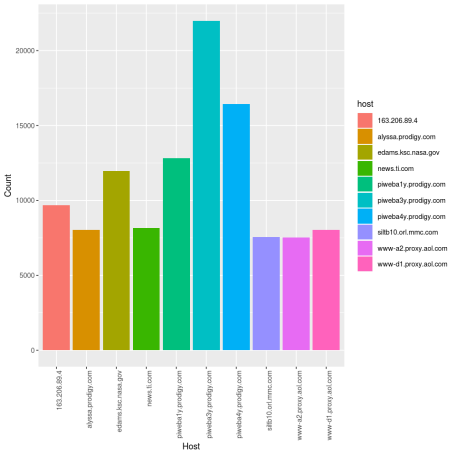 20000
15000
10000
5000
0
Count
163.206.89.4
alyssa.prodigy.com
edams.ksc.nasa.gov
news.ti.com
piweba1y.prodigy.com
piweba3y.prodigy.com
piweba4y.prodigy.com
siltb10.orl.mmc.com
www-a2.proxy.aol.com
www-d1.proxy.aol.com
Host
host
163.206.89.4
alyssa.prodigy.com
edams.ksc.nasa.gov
news.ti.com
piweba1y.prodigy.com
piweba3y.prodigy.com
piweba4y.prodigy.com
siltb10.orl.mmc.com
www-a2.proxy.aol.com
www-d1.proxy.aol.com